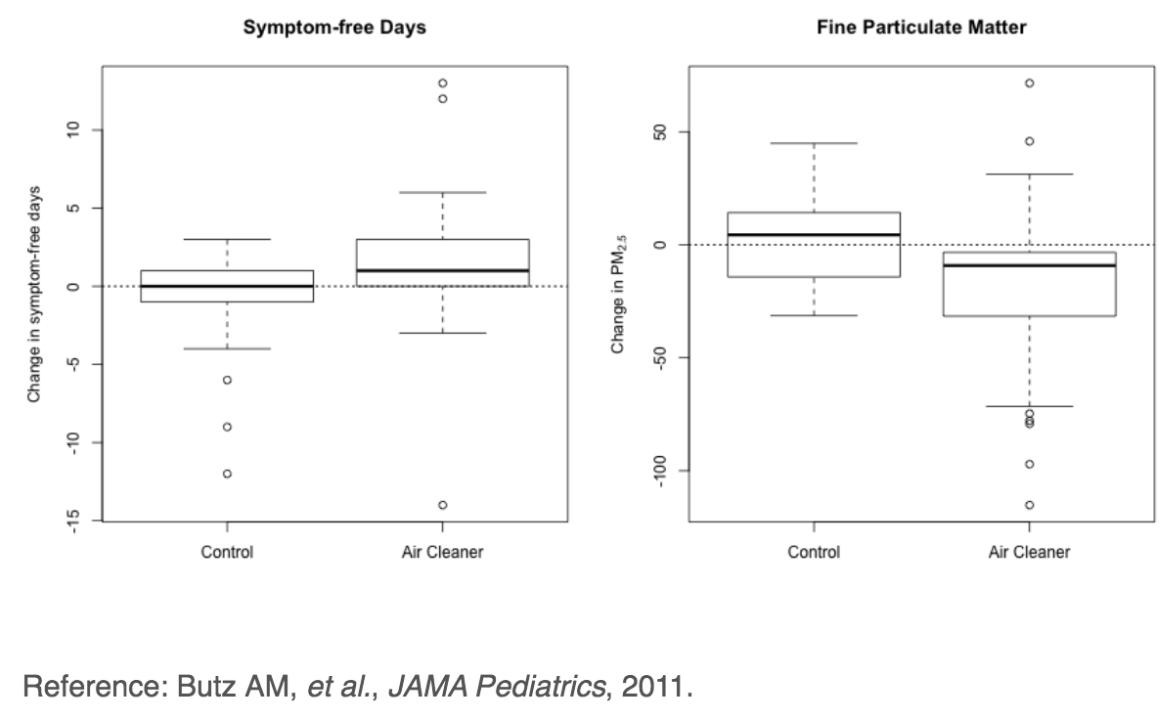 Symptom-free Days
Change in symptom-free days
10
5
0
-5
-10
-15
Control
Air Cleaner
Fine Particulate Matter
Change in PM2.5
50
0
-50
-100
Control
Air Cleaner
Reference: Butz AM, et al., JAMA Pediatrics, 2011.